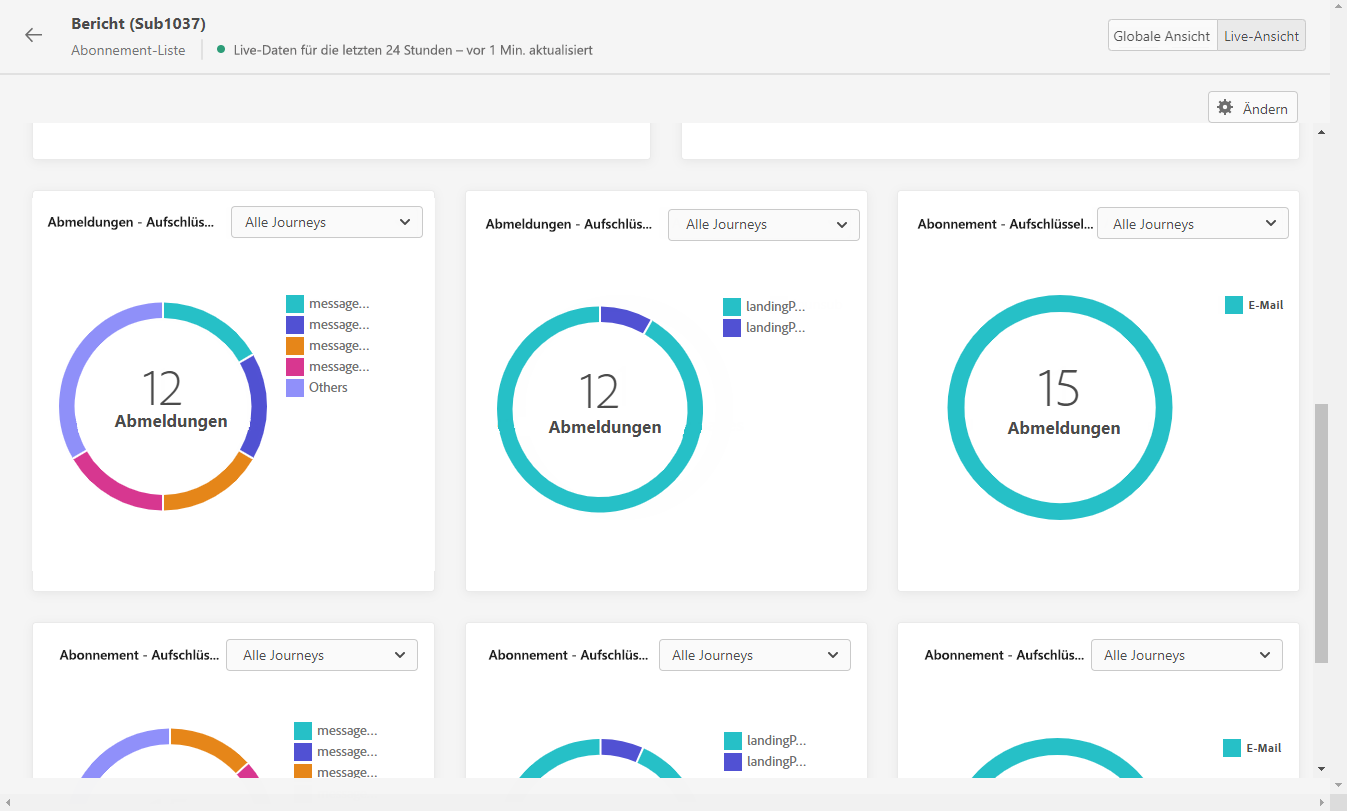 Bericht (Sub1037)
Abonnement-Liste
Live-Daten für die letzten 24 Stunden – vor 1 Min. aktualisiert
Globale Ansicht
Live-Ansicht
Ändern
Abmeldungen - Aufschlüs...
Alle Journeys
message...
message...
message...
message...
Others
12
Abmeldungen
Abmeldungen - Aufschlüs...
Alle Journeys
landingP...
landingP...
12
Abmeldungen
Abonnement - Aufschlüssel...
Alle Journeys
E-Mail
15
Abmeldungen
Abonnement - Aufschlüs...
Alle Journeys
message...
message...
message...
Abonnement - Aufschlüs...
Alle Journeys
landingP...
landingP...
Abonnement - Aufschlüs...
Alle Journeys
E-Mail